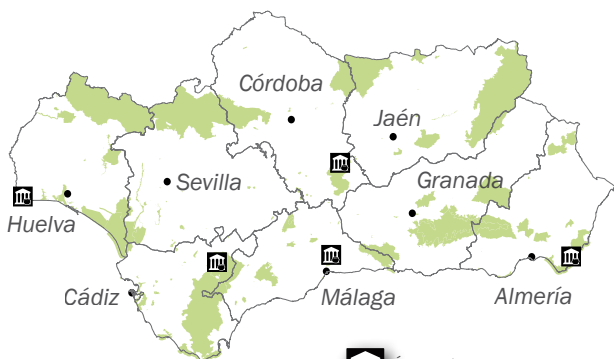 Córdoba
Jaén
Sevilla
Granada
Huelva
Cádiz
Málaga
Almería